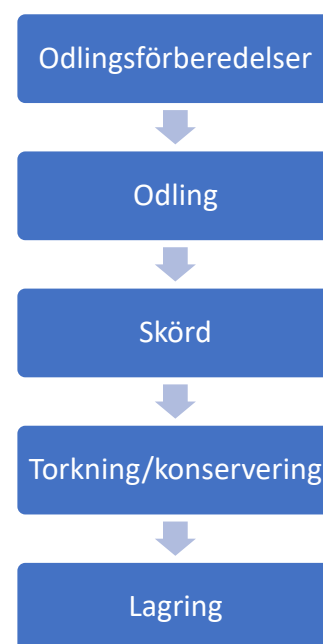 Odlingsförberedelser
Odling
Skörd
Torkning/konservering
Lagring